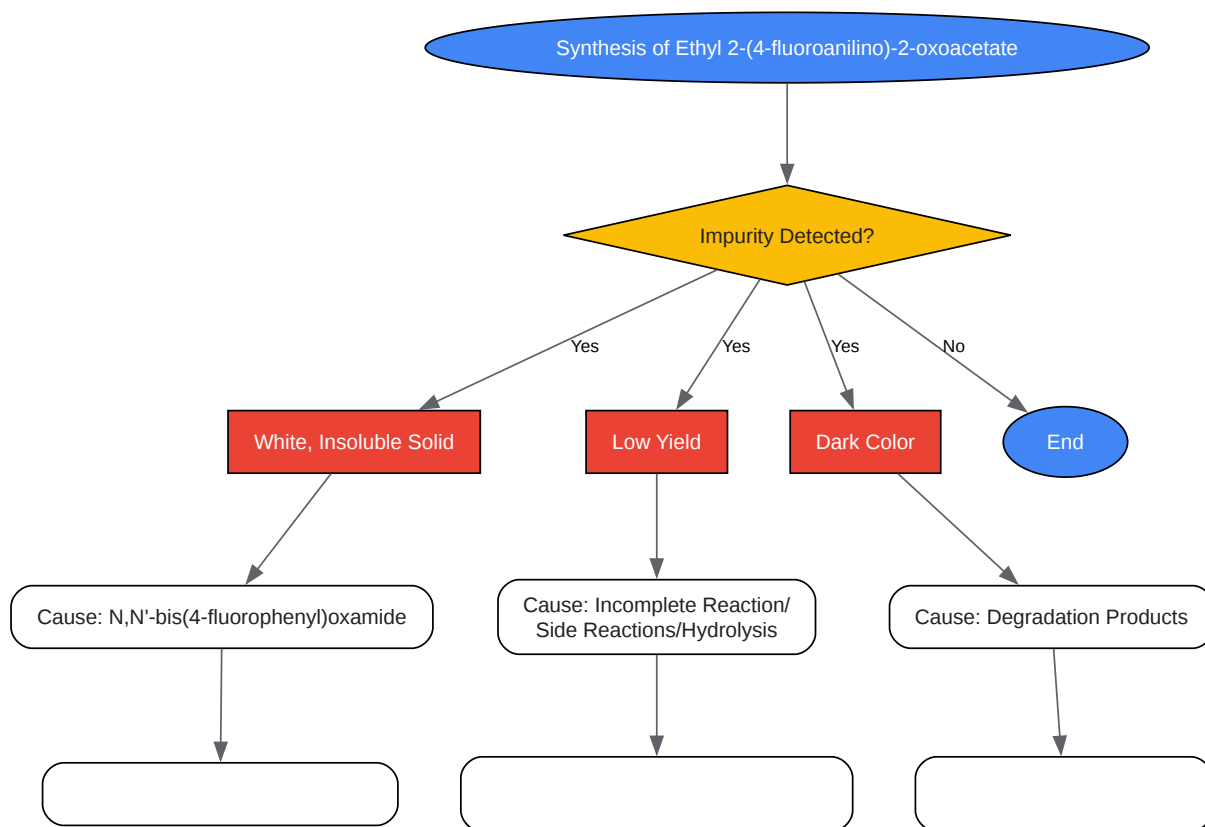 Synthesis of Ethyl 2-(4-fluoroanilino)-2-oxoacetate
Impurity Detected?
Yes
Yes
Yes
No
White, Insoluble Solid
Low Yield
Dark Color
End
Cause: N,N'-bis(4-fluorophenyl)oxamide
Cause: Incomplete Reaction/
Side Reactions/Hydrolysis
Cause: Degradation Products